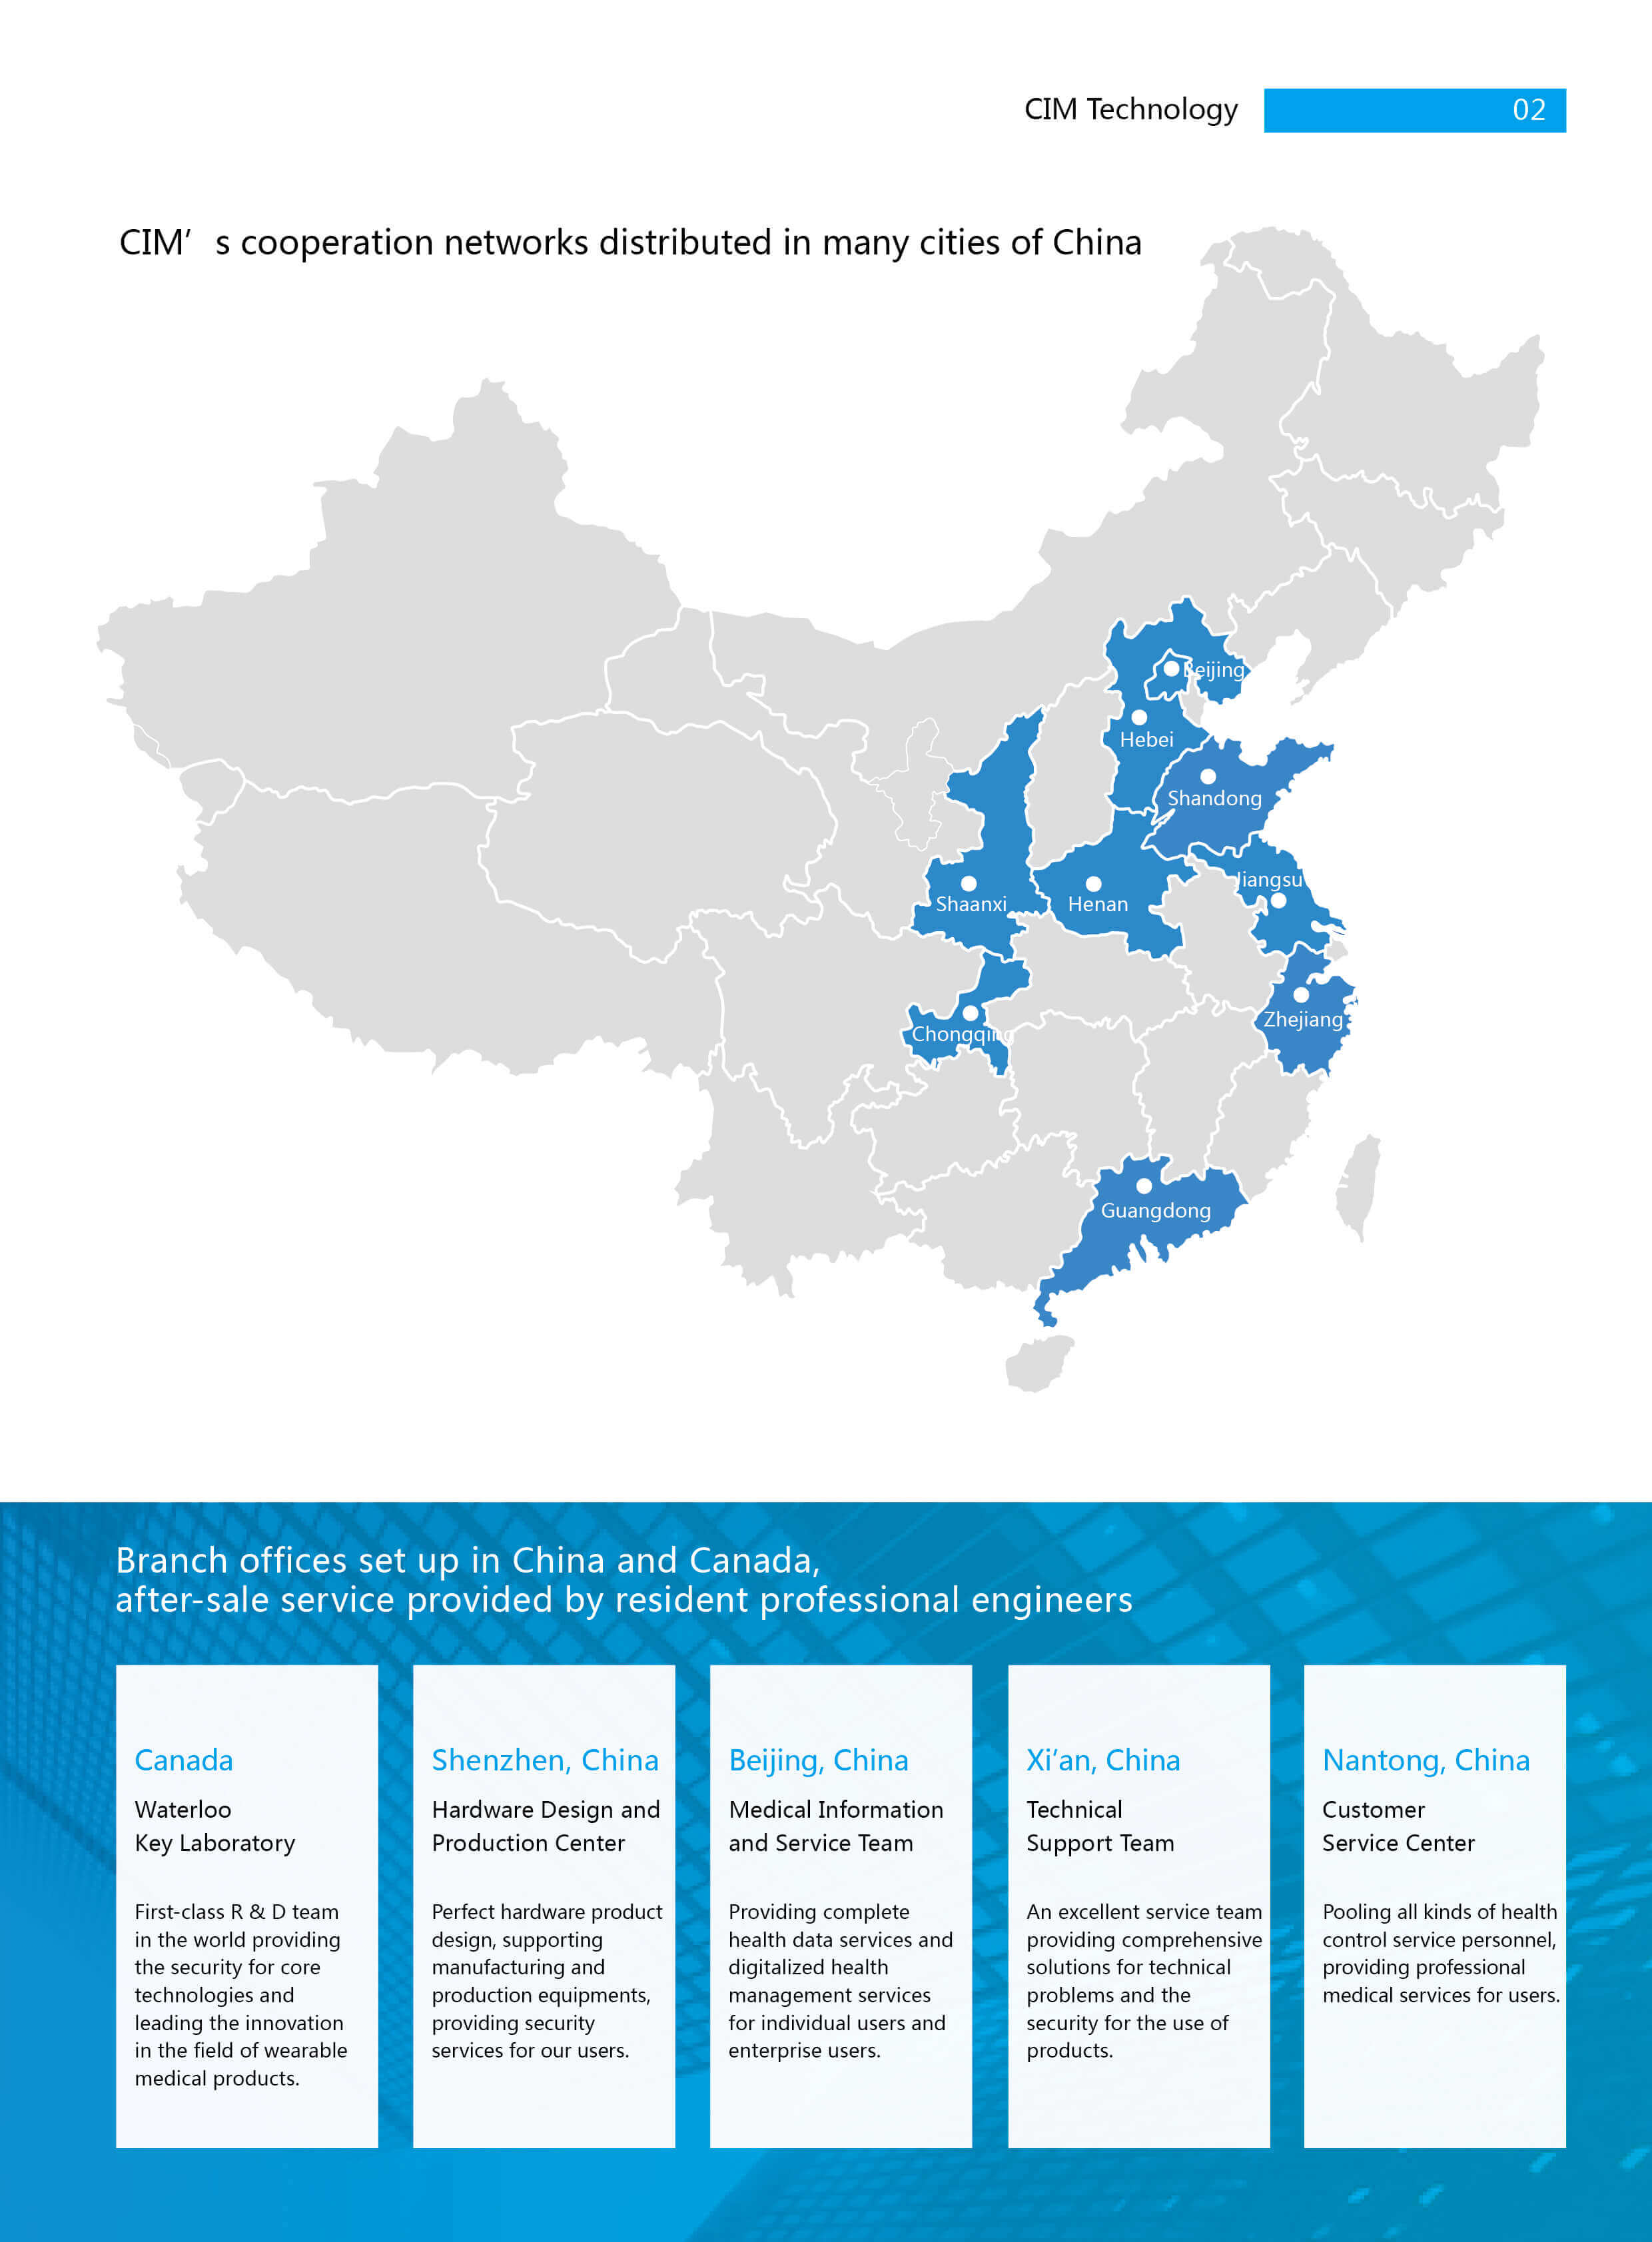 CIM Technology
02
CIM’ s cooperation networks distributed in many cities of China
Beijing
Hebei
Shandong
Jiangsu
Shaanxi
Henan
Zhejiang
Chongqing
Guangdong
Branch offices set up in China and Canada,
after-sale service provided by resident professional engineers
Canada
Waterloo
Key Laboratory
First-class R & D team
in the world providing
the security for core
technologies and
leading the innovation
in the field of wearable
medical products.
Shenzhen, China
Hardware Design and
Production Center
Perfect hardware product
design, supporting
manufacturing and
production equipments,
providing security
services for our users.
Beijing, China
Medical Information
and Service Team
Providing complete
health data services and
digitalized health
management services
for individual users and
enterprise users.
Xi’an, China
Technical
Support Team
An excellent service team
providing comprehensive
solutions for technical
problems and the
security for the use of
products.
Nantong, China
Customer
Service Center
Pooling all kinds of health
control service personnel,
providing professional
medical services for users.